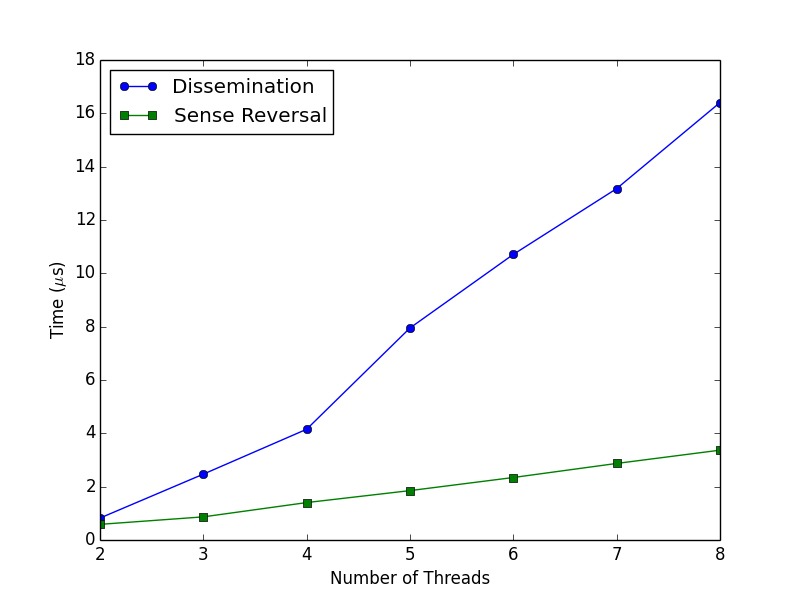 18
Dissemination
Sense Reversal
16
14
12
10
8
6
4
2
0
Time (μs)
2 3 4 5 6 7 8
Number of Threads